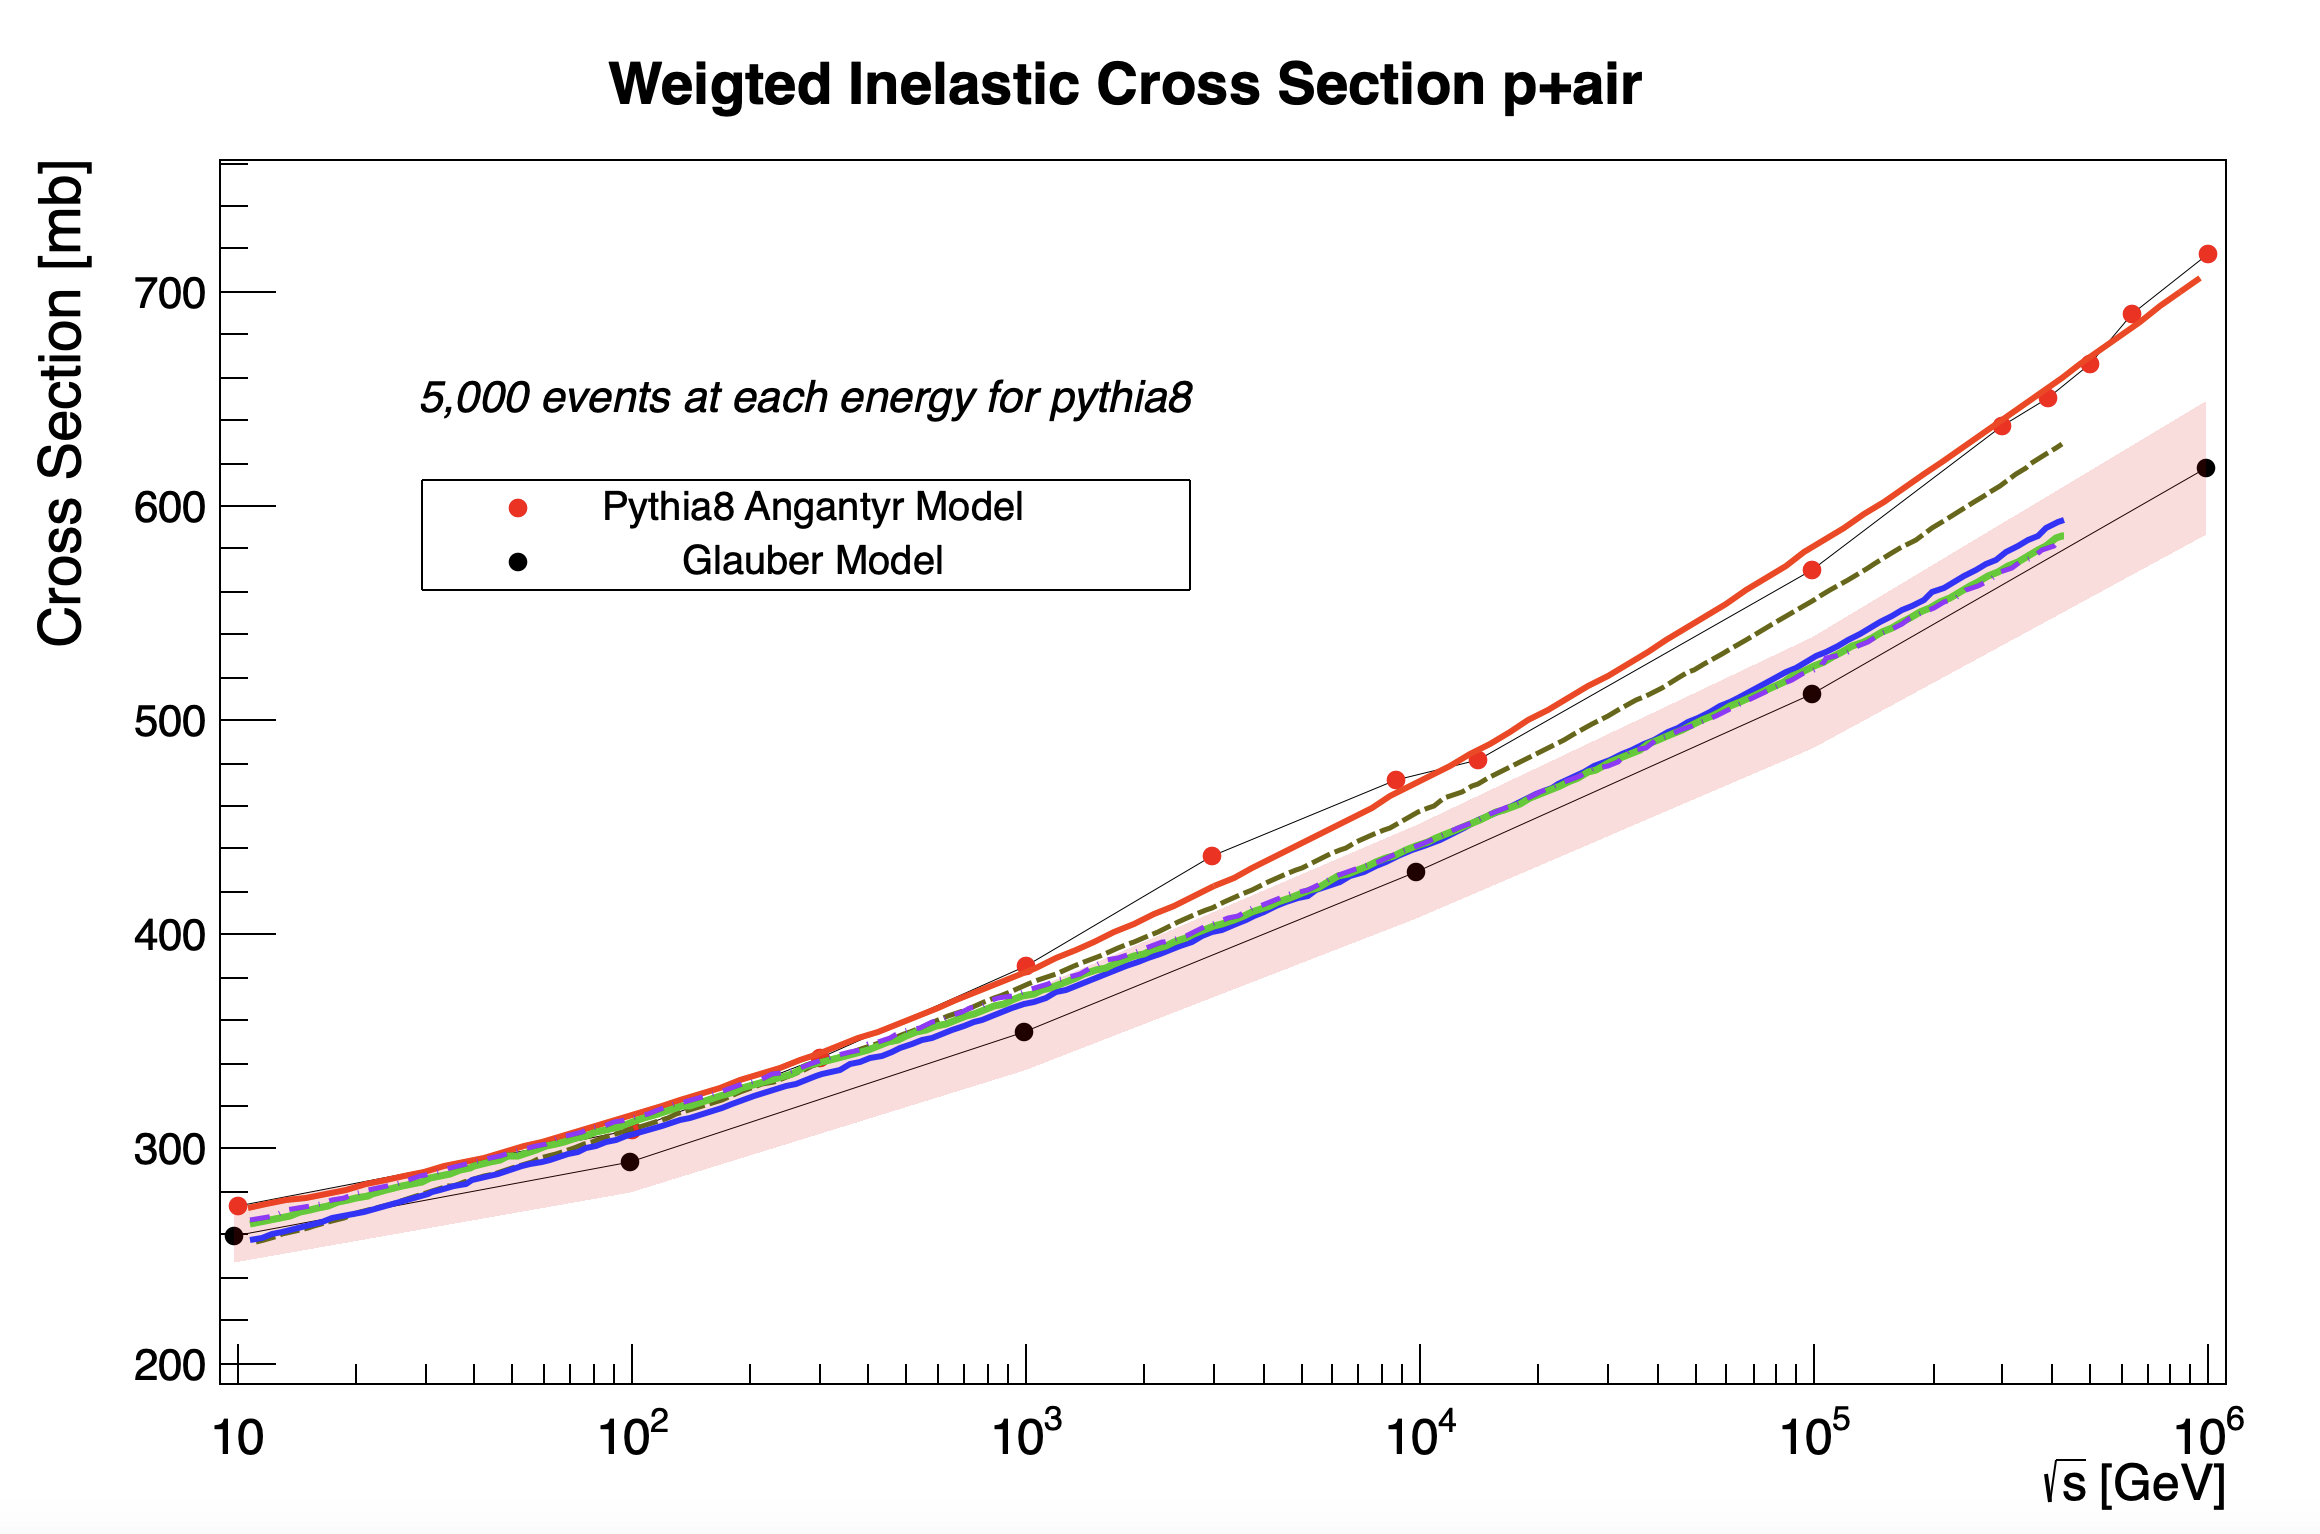 Weigted Inelastic Cross Section p+air
Cross Section [mb]
700
600
500
400
300
200
5,000 events at each energy for pythia8
Pythia8 Angantyr Model
Glauber Model
10 10² 10³ 10⁴ 10⁵ 10⁶
√s [GeV]